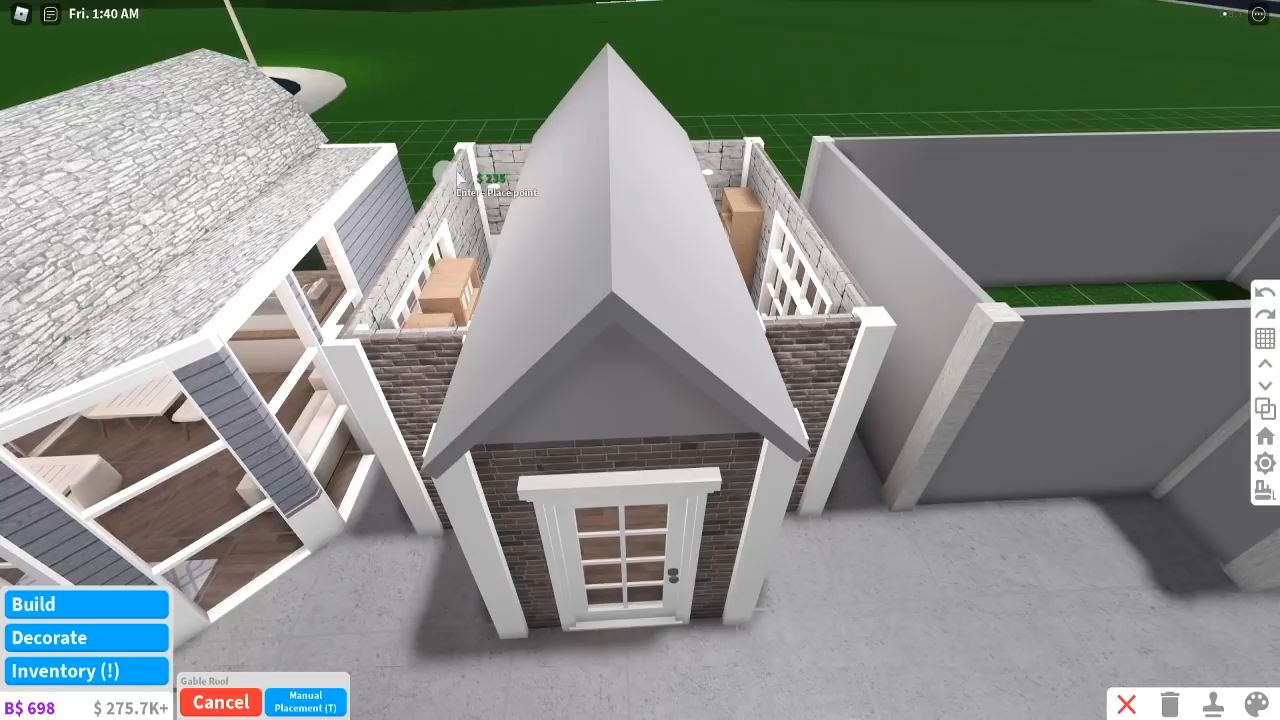 Fri. 1:40 AM
$ 235
Enter - Place point
Build
Decorate
Inventory (!)
B$ 698
$ 275.7K+
Gable Roof
Cancel
Manual
Placement (T)